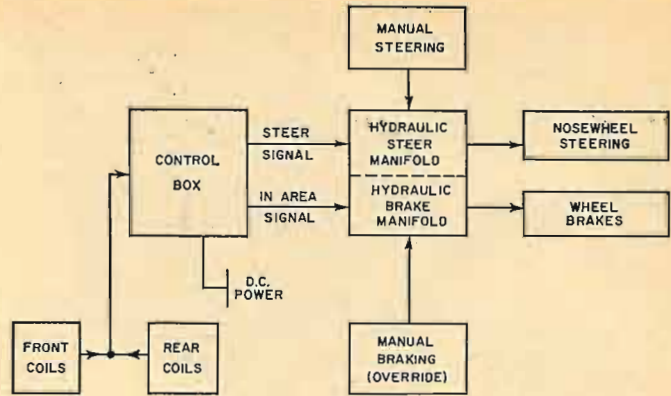 MANUAL
STEERING
STEER
SIGNAL
HYDRAULIC
STEER
MANIFOLD
NOSEWHEEL
STEERING
CONTROL
BOX
IN AREA
SIGNAL
HYDRAULIC
BRAKE
MANIFOLD
WHEEL
BRAKES
D.C.
POWER
FRONT
COILS
REAR
COILS
MANUAL
BRAKING
(OVERRIDE)